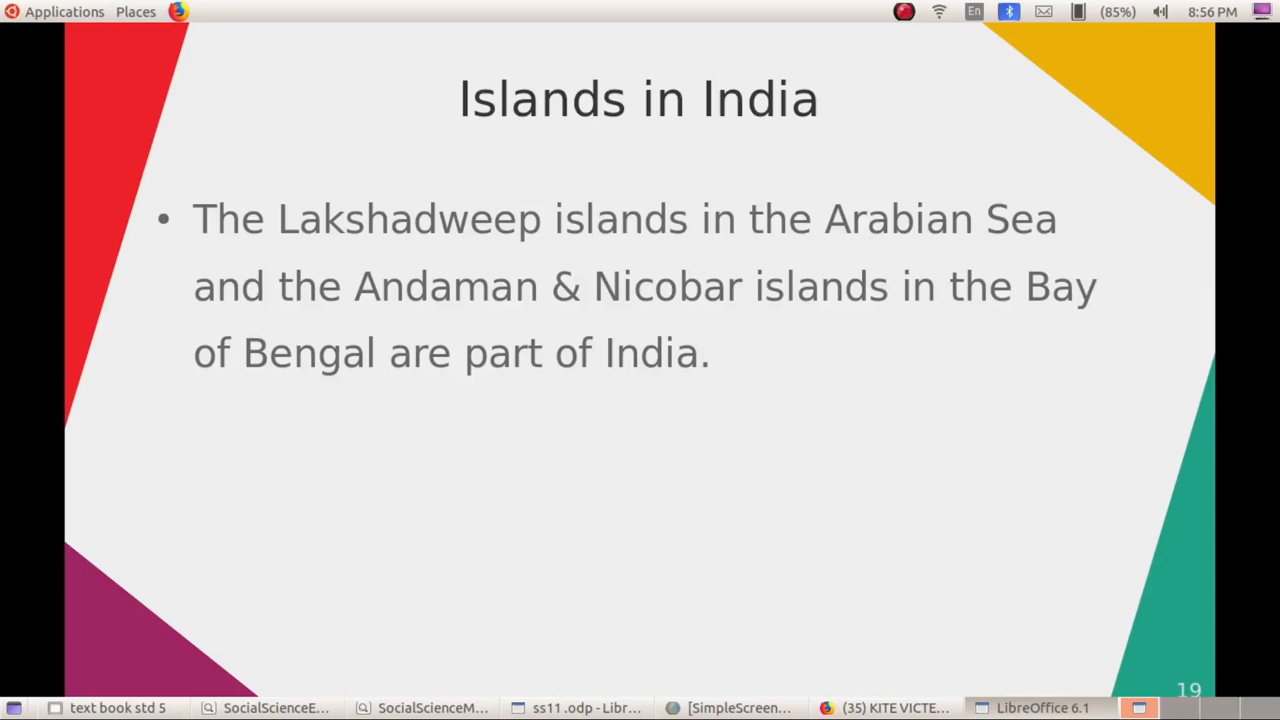 Applications Places En (85%) 8:56 PM
Islands in India
• The Lakshadweep islands in the Arabian Sea
and the Andaman & Nicobar islands in the Bay
of Bengal are part of India.
19
text book std 5 SocialScienceE... SocialScienceM... ss11.odp - Libr... [SimpleScreen... (35) KITE VICTE... LibreOffice 6.1